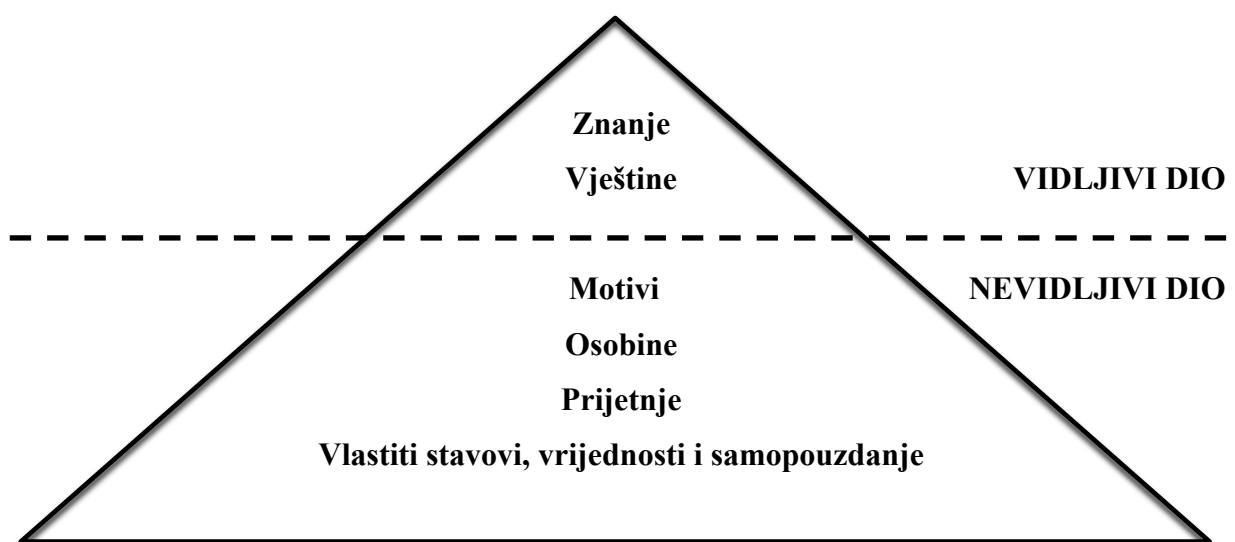 Znanje
Vještine
VIDLJIVI DIO
Motivi
NEVIDLJIVI DIO
Osobine
Prijetnje
Vlastiti stavovi, vrijednosti i samopouzdanje